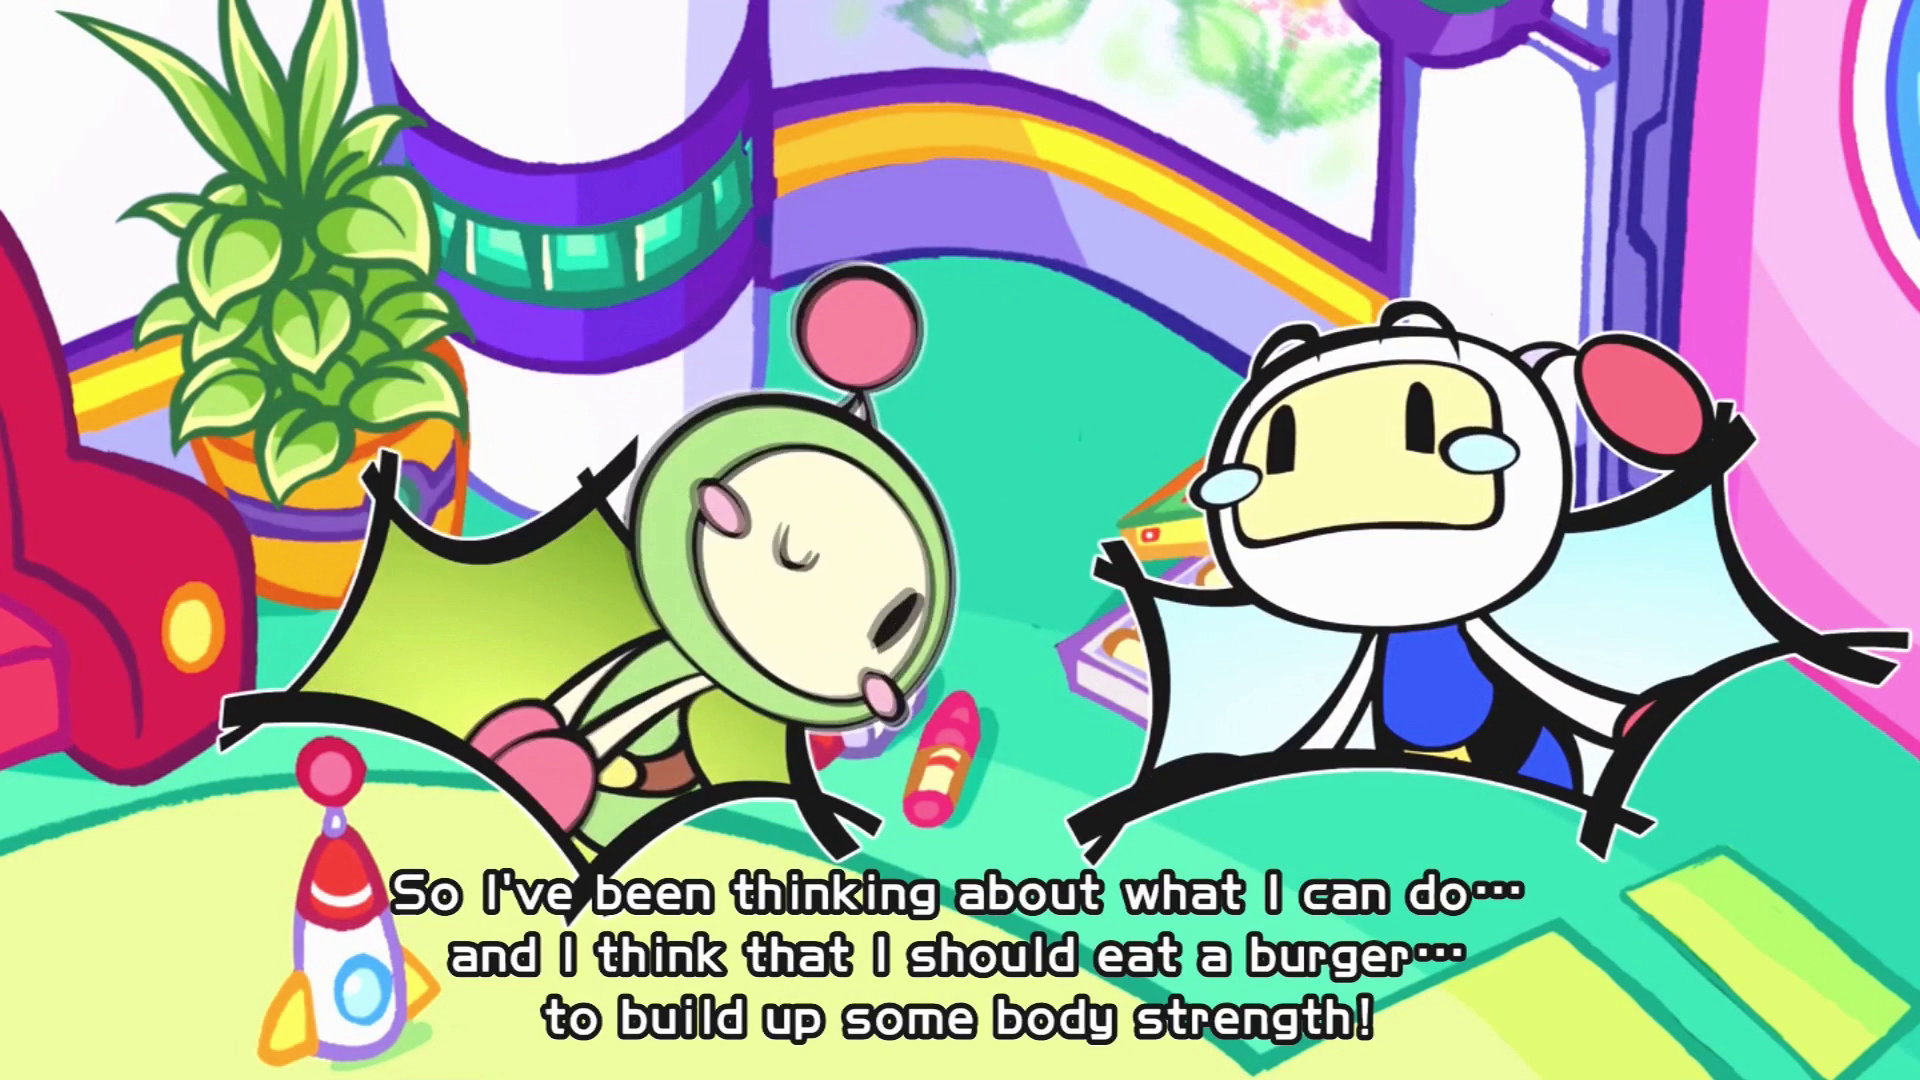 So I've been thinking about what I can do…
and I think that I should eat a burger…
to build up some body strength!